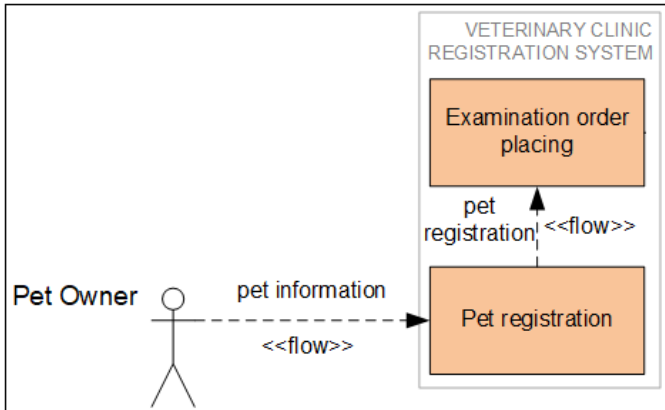 VETERINARY CLINIC
REGISTRATION SYSTEM
Examination order
placing
pet
registration
<<flow>>
Pet Owner
pet information
<<flow>>
Pet registration